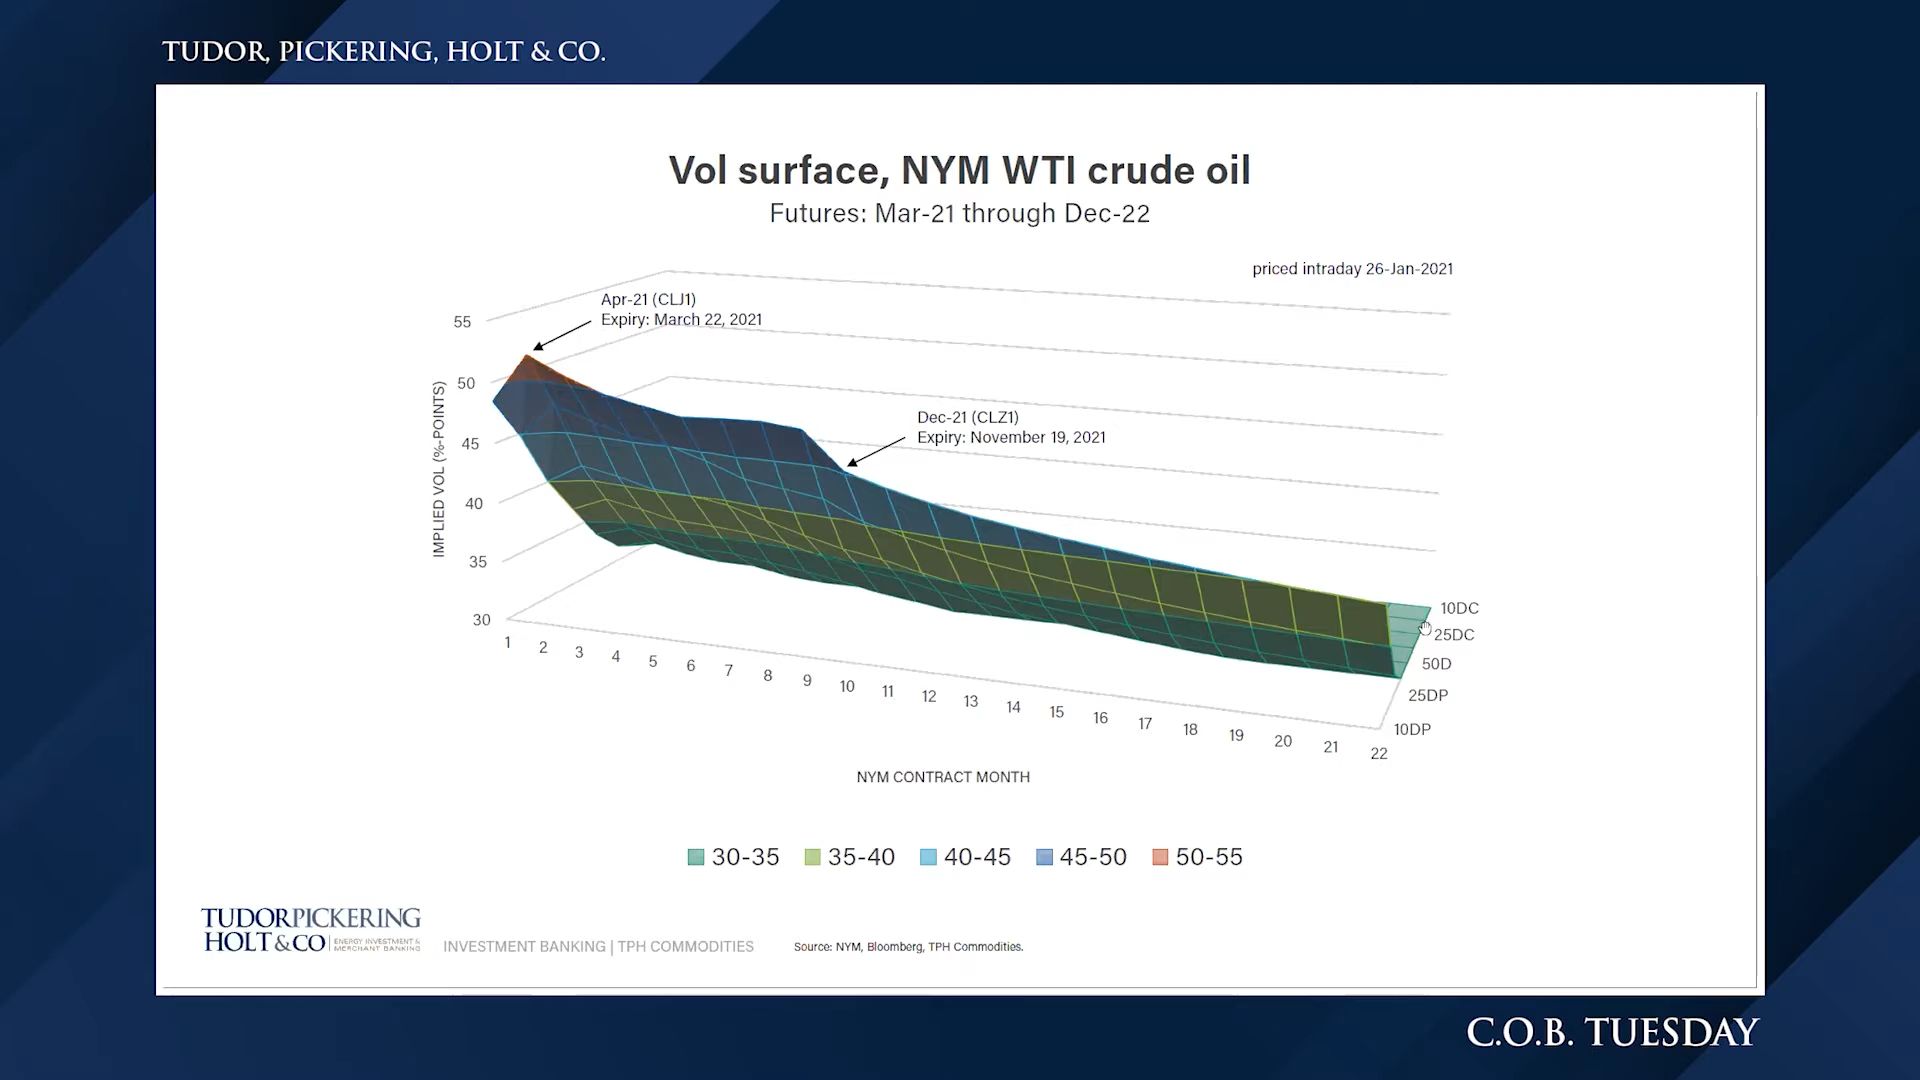 TUDOR, PICKERING, HOLT & CO.
Vol surface, NYM WTI crude oil
Futures: Mar-21 through Dec-22
priced intraday 26-Jan-2021
Apr-21 (CLJ1)
Expiry: March 22, 2021
Dec-21 (CLZ1)
Expiry: November 19, 2021
IMPLIED VOL (%-POINTS)
55
50
45
40
35
30
1 2 3 4 5 6 7 8 9 10 11 12 13 14 15 16 17 18 19 20 21 22
10DC
25DC
50D
25DP
10DP
NYM CONTRACT MONTH
30-35 35-40 40-45 45-50 50-55
TUDORPICKERING
HOLT&CO
ENERGY INVESTMENT &
MERCHANT BANKING
INVESTMENT BANKING | TPH COMMODITIES
Source: NYM, Bloomberg, TPH Commodities.
C.O.B. TUESDAY